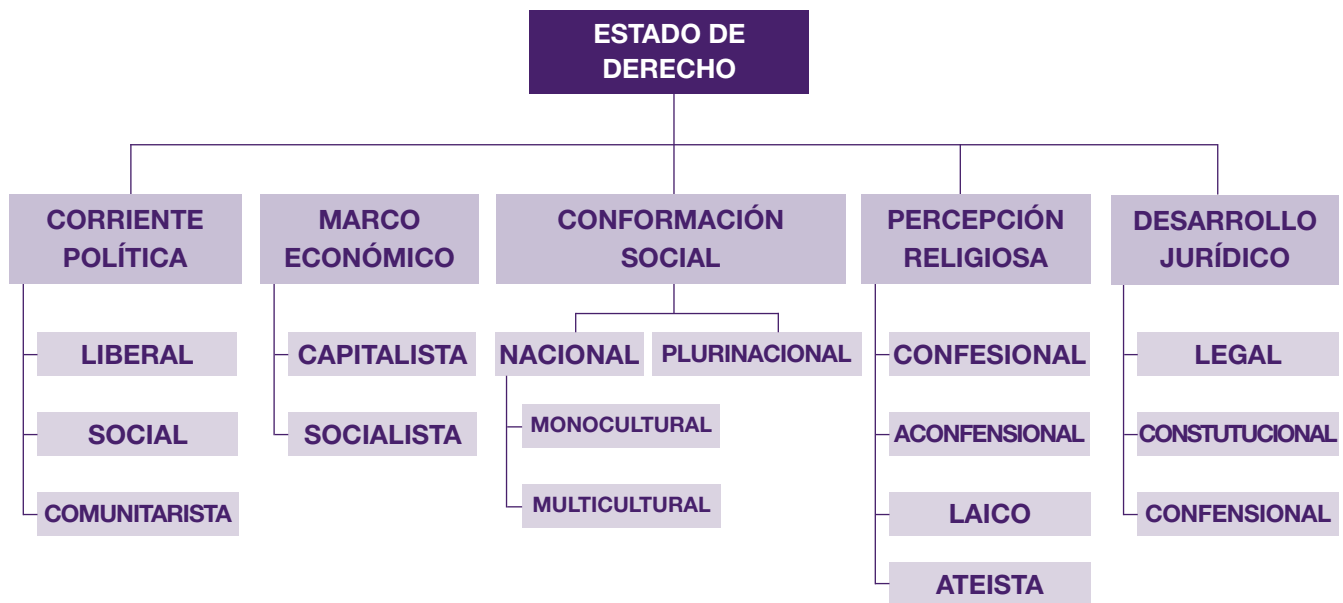 ESTADO DE
DERECHO
CORRIENTE
POLÍTICA
LIBERAL
SOCIAL
COMUNITARISTA
MARCO
ECONÓMICO
CAPITALISTA
SOCIALISTA
CONFORMACIÓN
SOCIAL
NACIONAL
PLURINACIONAL
MONOCULTURAL
MULTICULTURAL
PERCEPCIÓN
RELIGIOSA
CONFESIONAL
ACONFENSIONAL
LAICO
ATEISTA
DESARROLLO
JURÍDICO
LEGAL
CONSTUTUCIONAL
CONFENSIONAL